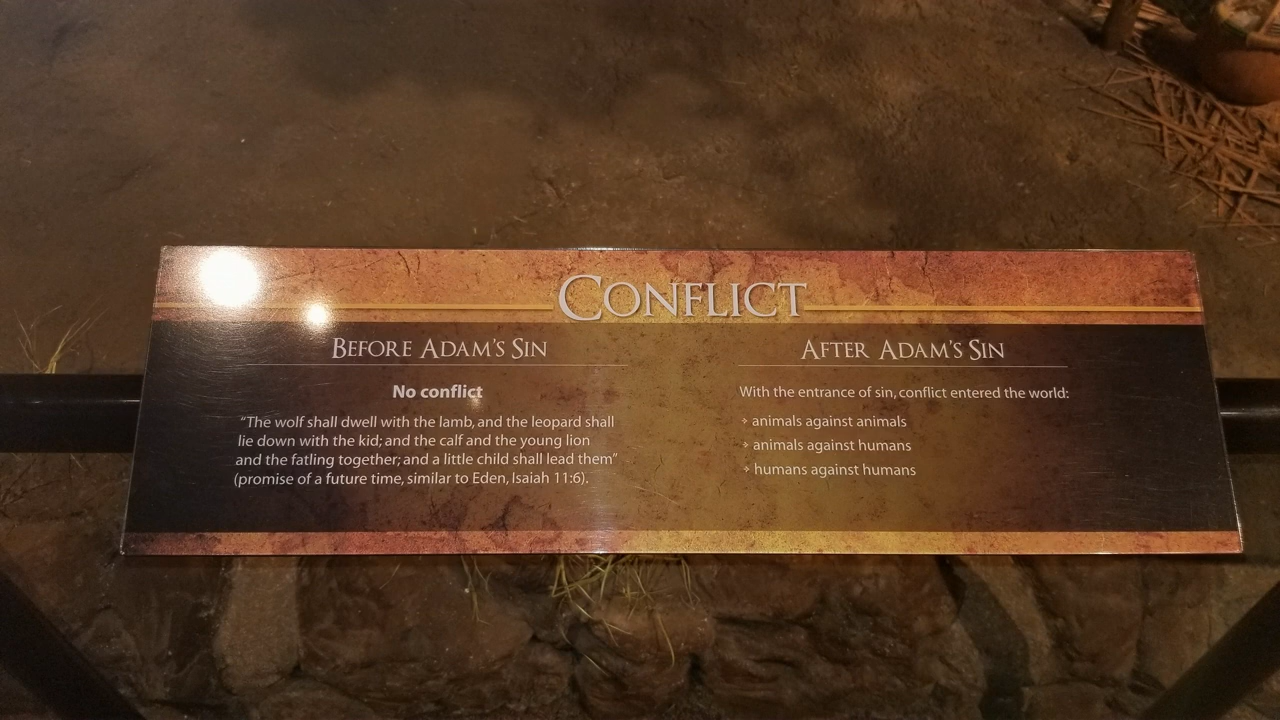 CONFLICT
BEFORE ADAM'S SIN
No conflict
"The wolf shall dwell with the lamb, and the leopard shall
lie down with the kid; and the calf and the young lion
and the fatling together; and a little child shall lead them"
(promise of a future time, similar to Eden, Isaiah 11:6).
AFTER ADAM'S SIN
With the entrance of sin, conflict entered the world:
animals against animals
animals against humans
humans against humans